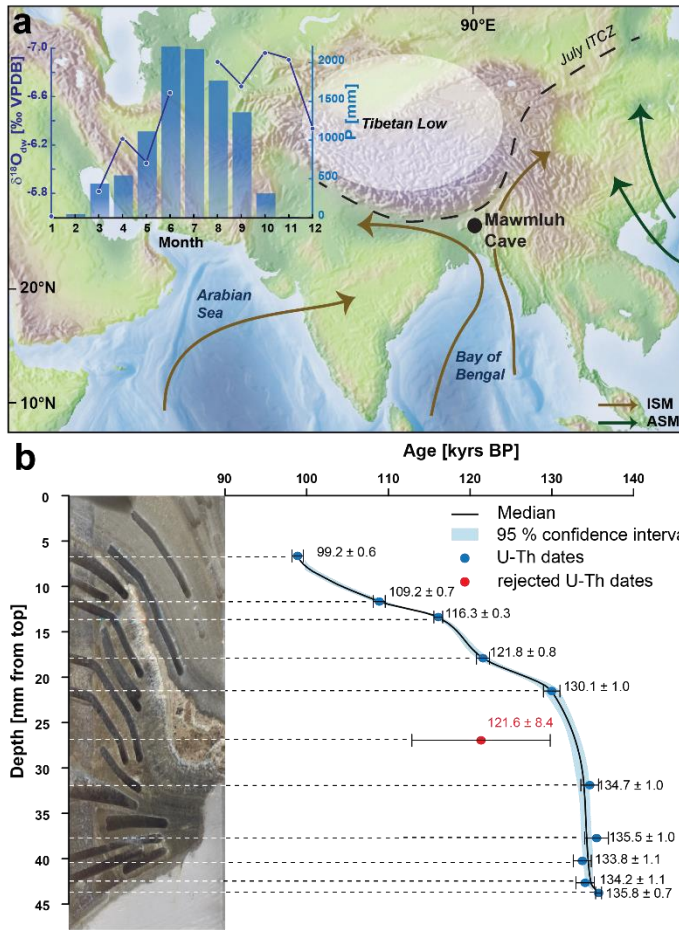 a
90°E
July ITCZ
-7.0
-6.6
-6.2
-6.8
δ¹⁸O_dw [‰ VPDB]
2000
1500
1000
500
0
P [mm]
1 2 3 4 5 6 7 8 9 10 11 12
Month
Tibetan Low
Mawmluh
Cave
20°N
Arabian
Sea
Bay of
Bengal
10°N
ISM
ASM
b
Age [kyrs BP]
90 100 110 120 130 140
Median
95 % confidence interva
U-Th dates
rejected U-Th dates
Depth [mm from top]
0
5
10
15
20
25
30
35
40
45
99.2 ± 0.6
109.2 ± 0.7
116.3 ± 0.3
121.8 ± 0.8
130.1 ± 1.0
121.6 ± 8.4
134.7 ± 1.0
135.5 ± 1.0
133.8 ± 1.1
134.2 ± 1.1
135.8 ± 0.7